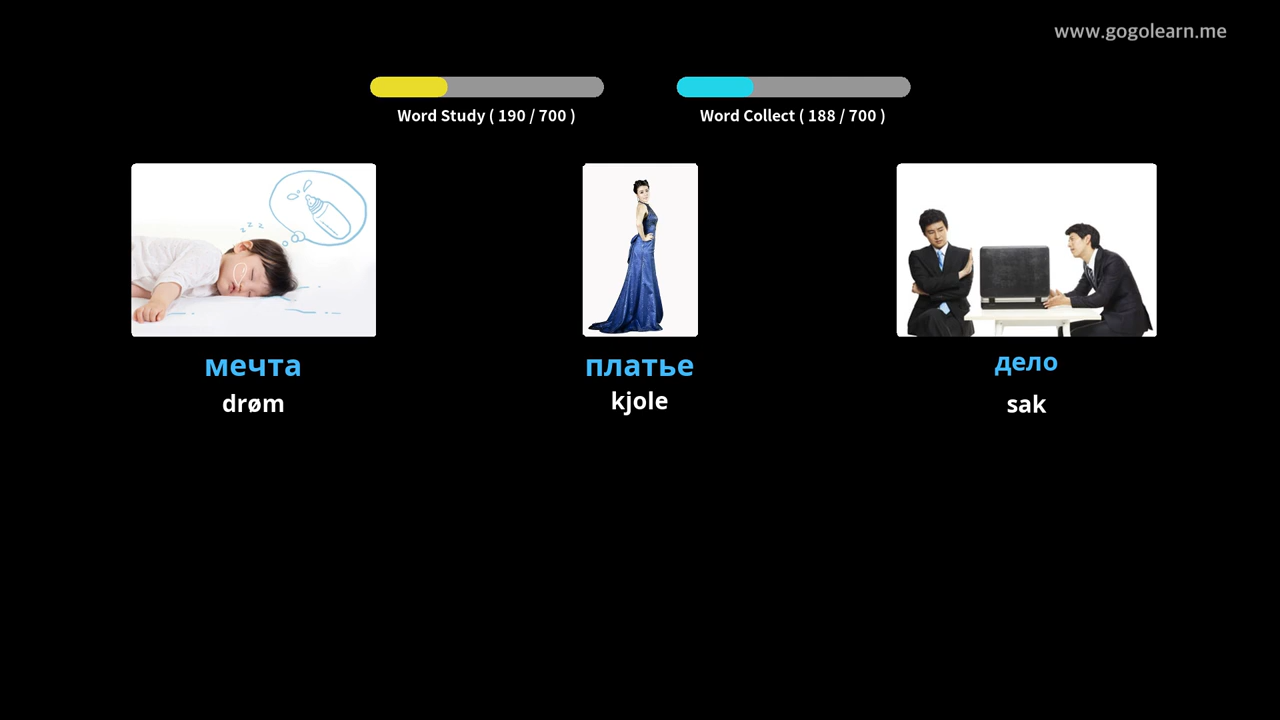 www.gogolearn.me
Word Study ( 190 / 700 )
Word Collect ( 188 / 700 )
z z z
мечта
платье
дело
drøm
kjole
sak